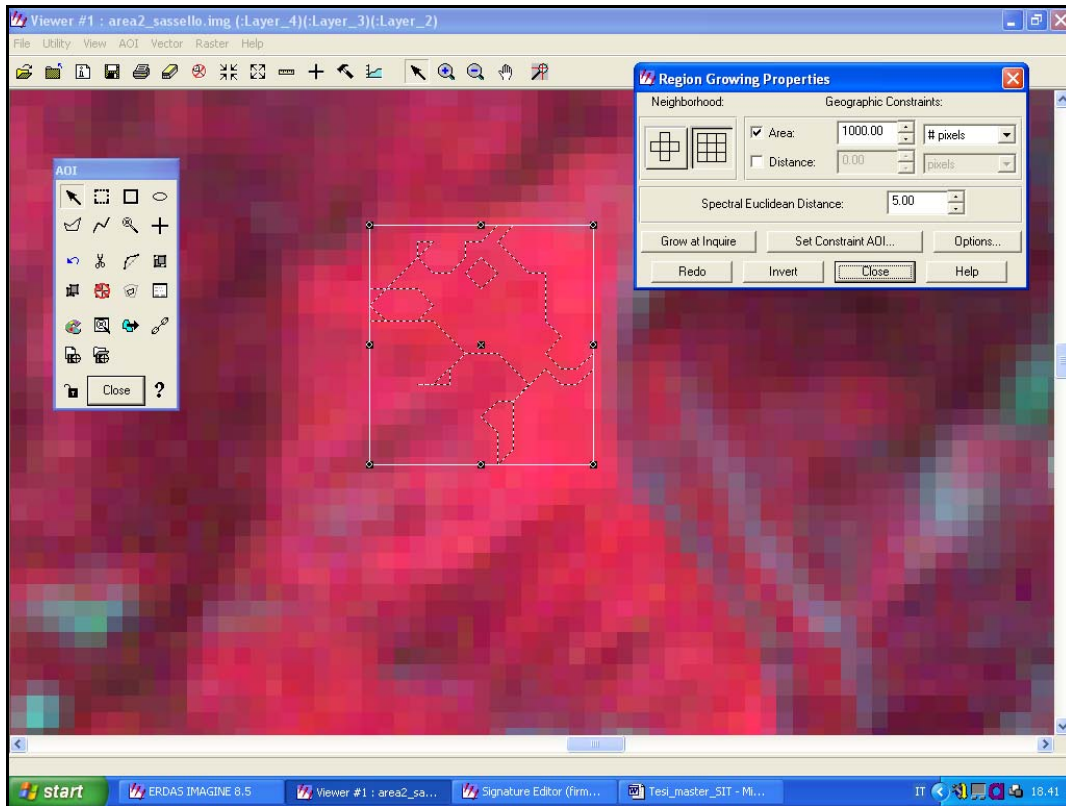 Viewer #1 : area2_sassello.img (:Layer_4)(:Layer_3)(:Layer_2)
File Utility View AOI Vector Raster Help
Region Growing Properties
Neighborhood: Geographic Constraints:
Area: 1000.00 # pixels
Distance: 0.00 pixels
Spectral Euclidean Distance: 5.00
Grow at Inquire Set Constraint AOI... Options...
Redo Invert Close Help
AOI
Close ?
start ERDAS IMAGINE 8.5 Viewer #1 : area2_sa... Signature Editor (firm... Tesi_master_SIT - Mi... IT 18.41